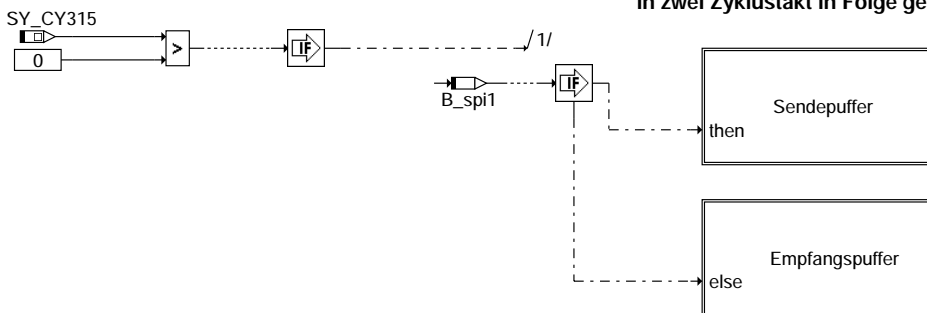 in zwei Zyklustakt in Folge ge
SY_CY315
0
>
IF
/1/
B_spi1
IF
Sendepuffer
then
Empfangspuffer
else